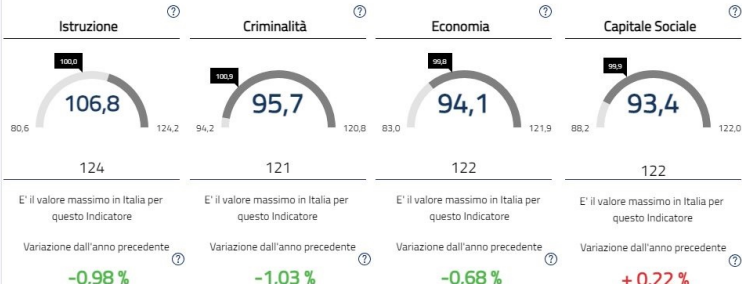 Istruzione
?
100,0
106,8
80,6
124,2
124
E' il valore massimo in Italia per
questo Indicatore
Variazione dall'anno precedente
?
-0,98 %
Criminalità
?
100,9
95,7
94,2
120,8
121
E' il valore massimo in Italia per
questo Indicatore
Variazione dall'anno precedente
?
-1,03 %
Economia
?
99,8
94,1
83,0
121,9
122
E' il valore massimo in Italia per
questo Indicatore
Variazione dall'anno precedente
?
-0,68 %
Capitale Sociale
?
99,9
93,4
88,2
122,0
122
E' il valore massimo in Italia per
questo Indicatore
Variazione dall'anno precedente
?
+ 0,22 %